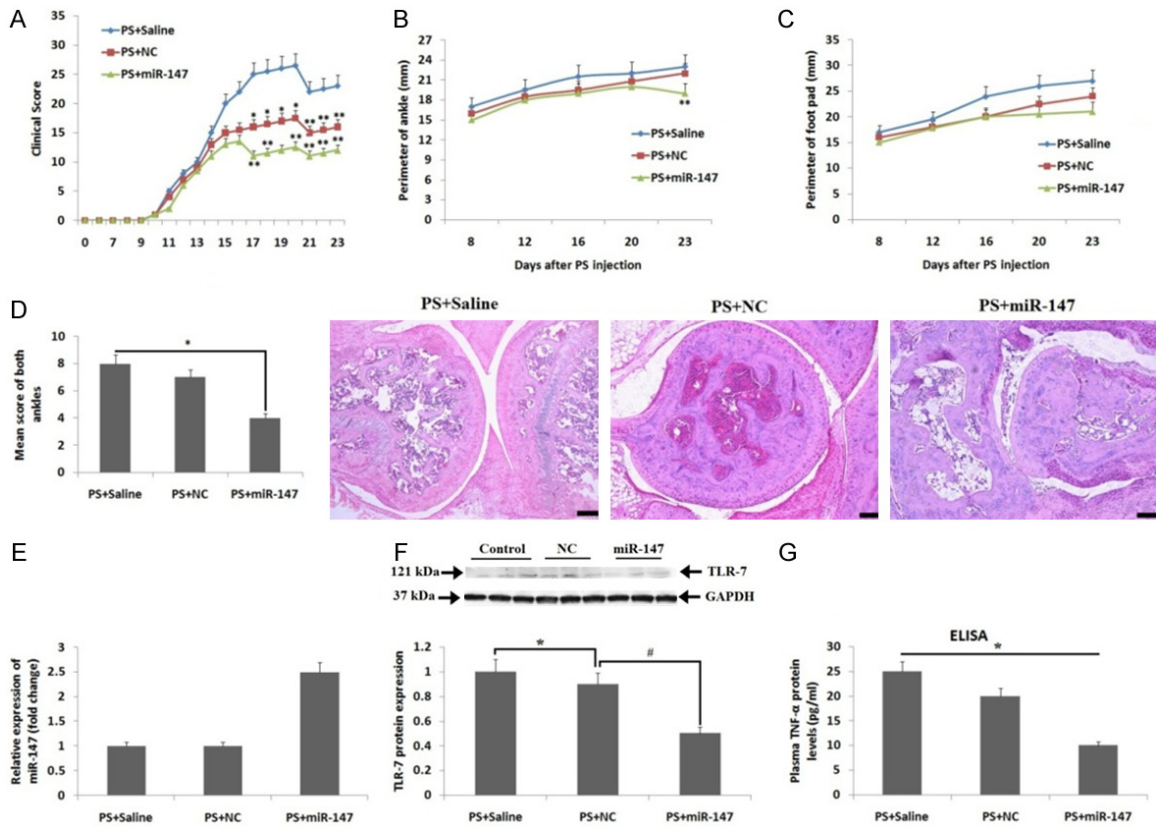 A
Clinical Score
35
30
25
20
15
10
5
0
PS+Saline
PS+NC
PS+miR-147
* * * * ** ** **
** ** ** ** ** **
0 7 9 11 13 15 17 19 21 23
B
Perimeter of ankle (mm)
27
24
21
18
15
12
9
6
3
0
**
PS+Saline
PS+NC
PS+miR-147
8 12 16 20 23
Days after PS injection
C
Perimeter of foot pad (mm)
35
30
25
20
15
10
5
0
PS+Saline
PS+NC
PS+miR-147
8 12 16 20 23
Days after PS injection
D
Mean score of both
ankles
10
8
6
4
2
0
*
PS+Saline PS+NC PS+miR-147
PS+Saline PS+NC PS+miR-147
E
Relative expression of
miR-147 (fold change)
3
2.5
2
1.5
1
0.5
0
PS+Saline PS+NC PS+miR-147
F
Control NC miR-147
121 kDa TLR-7
37 kDa GAPDH
TLR-7 protein expression
1.2
1
0.8
0.6
0.4
0.2
0
* #
PS+Saline PS+NC PS+miR-147
G
ELISA
Plasma TNF-α protein
levels (pg/ml)
30
25
20
15
10
5
0
*
PS+Saline PS+NC PS+miR-147